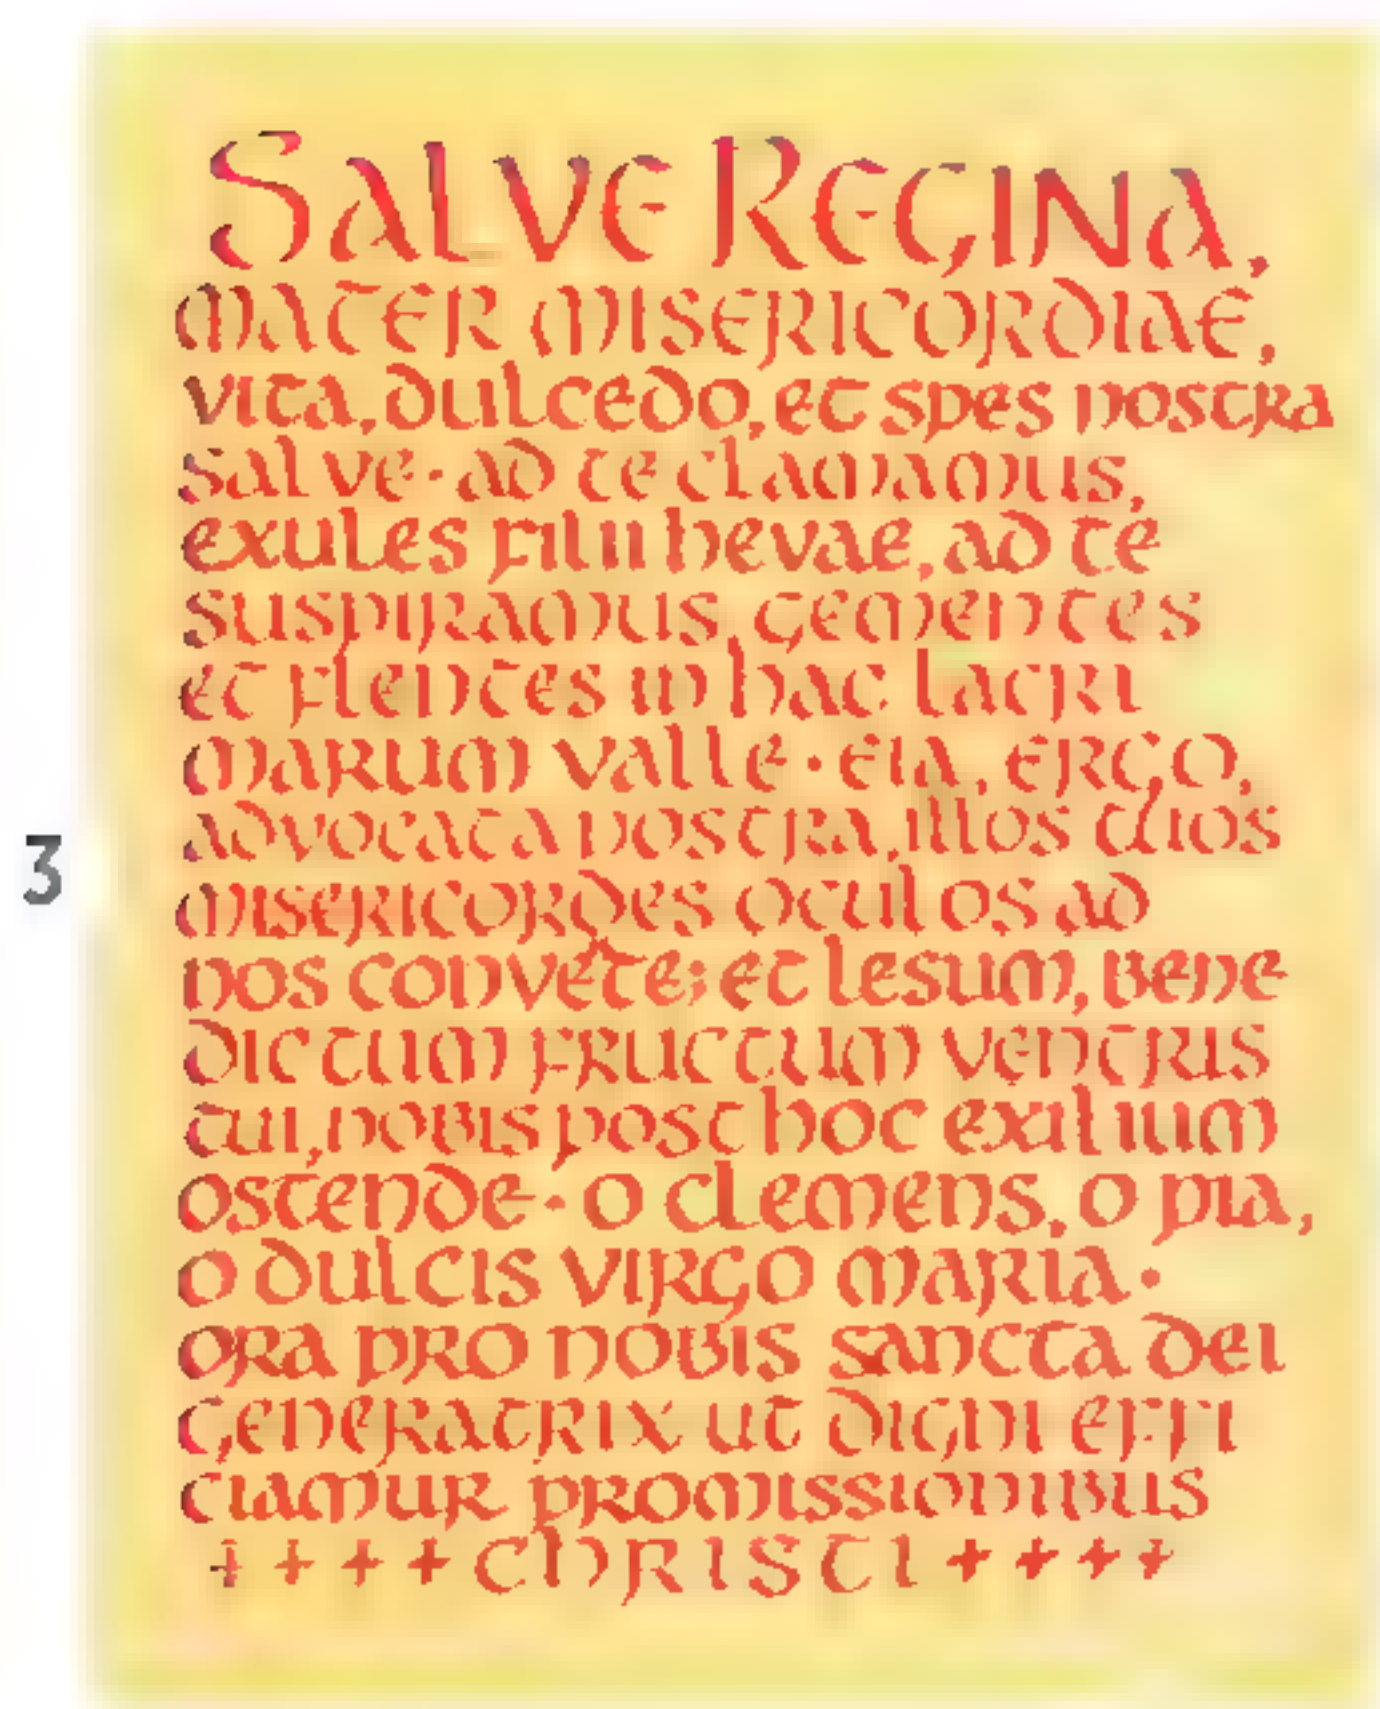 SALVE REGINA,
MATER MISERICORDIAE,
vita, dulcedo, et spes nostra
salve · ad te clamamus,
exules filii hevae, ad te
suspiramus, gementes
et flentes in hac lacri
marum valle · EIA, ERGO,
advocata nostra, illos tuos
misericordes oculos ad
nos convete; et Iesum, bene
dictum fructum ventris
tui, nobis post hoc exilium
ostende · o clemens, o pia,
o dulcis virgo maria ·
ora pro nobis sancta dei
generatrix ut digni effi
ciamur promissionibus
++++ christi ++++
3